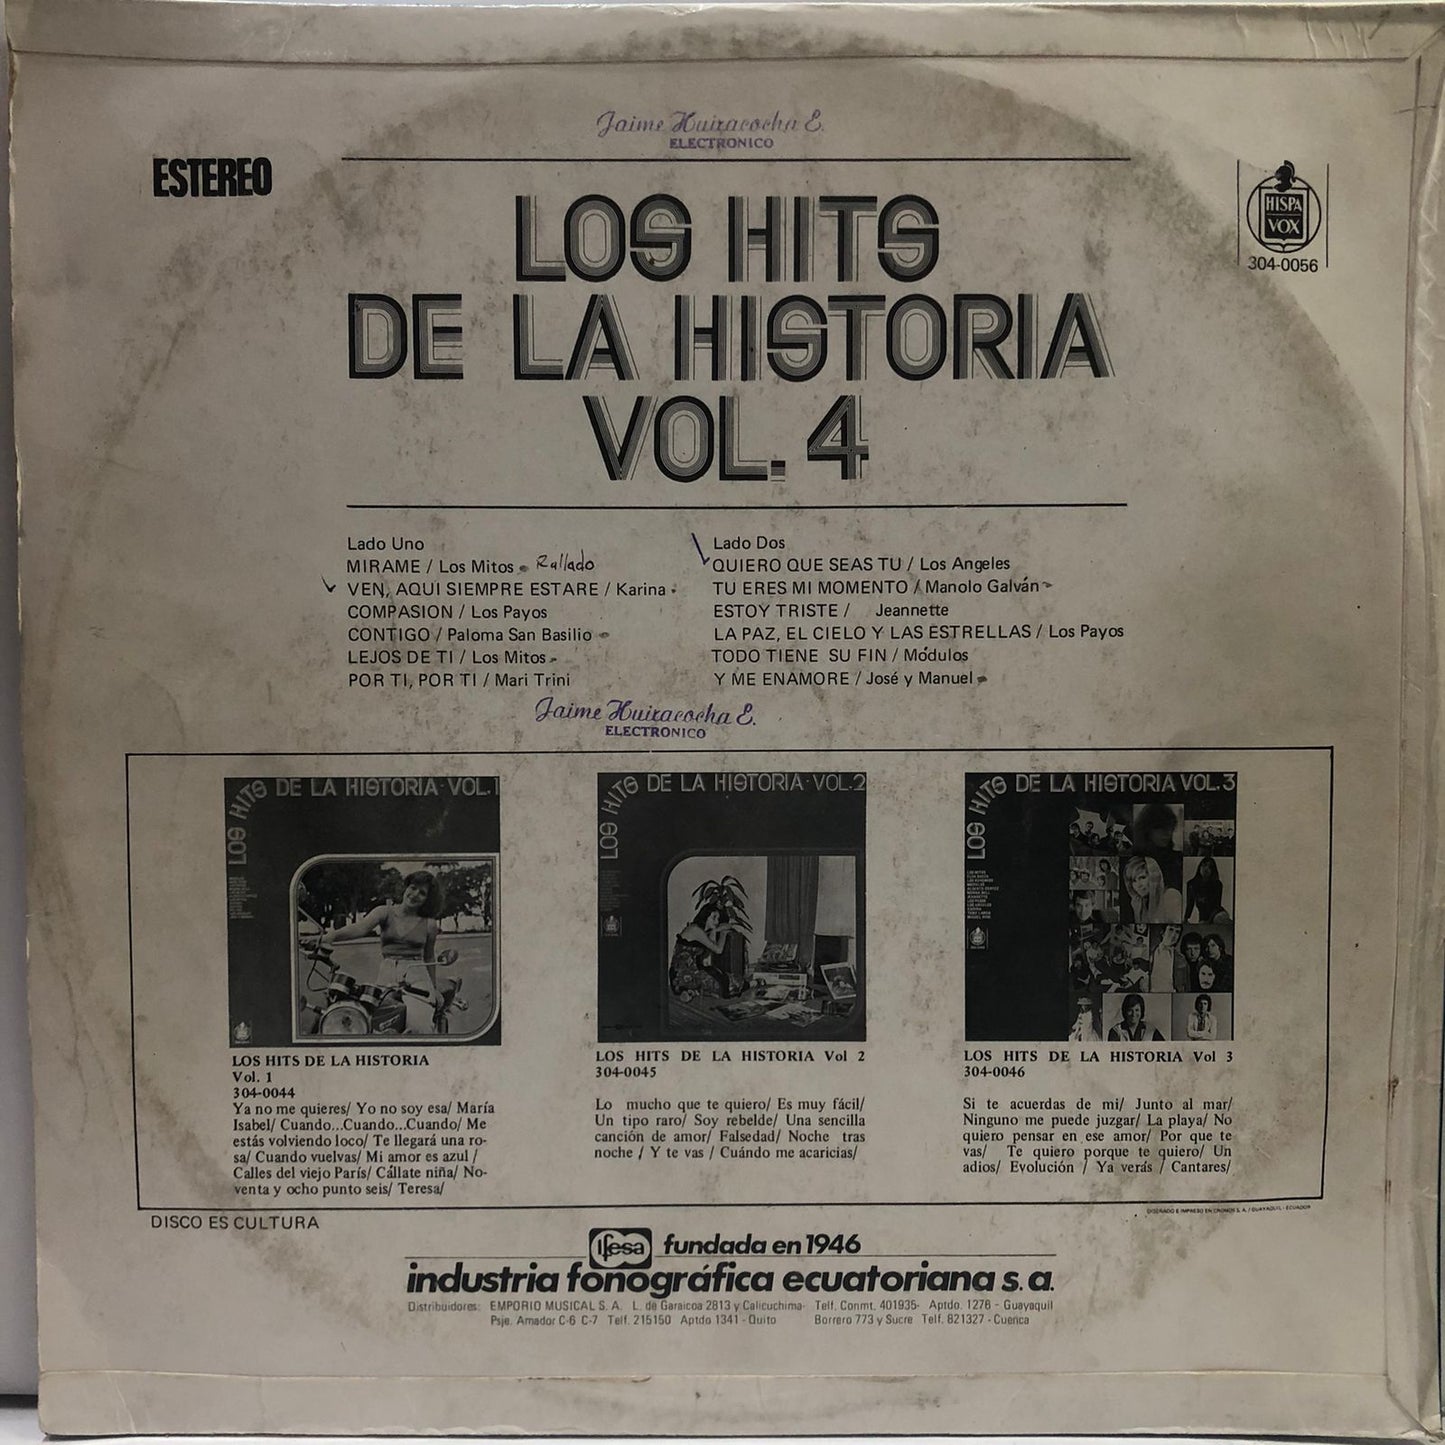 Jaime Huiracocha E.
ELECTRONICO
ESTEREO
HISPA
VOX
304-0056
LOS HITS
DE LA HISTORIA
VOL. 4
Lado Uno
MIRAME / Los Mitos Rallado
VEN, AQUI SIEMPRE ESTARE / Karina
COMPASION / Los Payos
CONTIGO / Paloma San Basilio
LEJOS DE TI / Los Mitos
POR TI, POR TI / Mari Trini
Lado Dos
QUIERO QUE SEAS TU / Los Angeles
TU ERES MI MOMENTO / Manolo Galván
ESTOY TRISTE / Jeannette
LA PAZ, EL CIELO Y LAS ESTRELLAS / Los Payos
TODO TIENE SU FIN / Módulos
Y ME ENAMORE / José y Manuel
Jaime Huiracocha E.
ELECTRONICO
LOS HITS DE LA HISTORIA·VOL.1
LOS HITS DE LA HISTORIA
Vol. 1
304-0044
Ya no me quieres/ Yo no soy esa/ María
Isabel/ Cuando...Cuando...Cuando/ Me
estás volviendo loco/ Te llegará una ro-
sa/ Cuando vuelvas/ Mi amor es azul /
Calles del viejo París/ Cállate niña/ No-
venta y ocho punto seis/ Teresa/
LOS HITS DE LA HISTORIA·VOL.2
LOS HITS DE LA HISTORIA Vol 2
304-0045
Lo mucho que te quiero/ Es muy fácil/
Un tipo raro/ Soy rebelde/ Una sencilla
canción de amor/ Falsedad/ Noche tras
noche / Y te vas / Cuándo me acaricias/
LOS HITS DE LA HISTORIA VOL.3
LOS HITS DE LA HISTORIA Vol 3
304-0046
Si te acuerdas de mi/ Junto al mar/
Ninguno me puede juzgar/ La playa/ No
quiero pensar en ese amor/ Por que te
vas/ Te quiero porque te quiero/ Un
adios/ Evolución / Ya verás / Cantares/
DISCO ES CULTURA
DISEÑADO E IMPRESO EN CROMOS S. A. / GUAYAQUIL - ECUADOR
ifesa fundada en 1946
industria fonográfica ecuatoriana s.a.
Distribuidores: EMPORIO MUSICAL S. A. L. de Garaicoa 2813 y Calicuchima- Telf. Conmt. 401935- Aptdo. 1276 - Guayaquil
Psje. Amador C-6 C-7 Telf. 215150 Aptdo 1341 - Quito Borrero 773 y Sucre Telf. 821327 - Cuenca